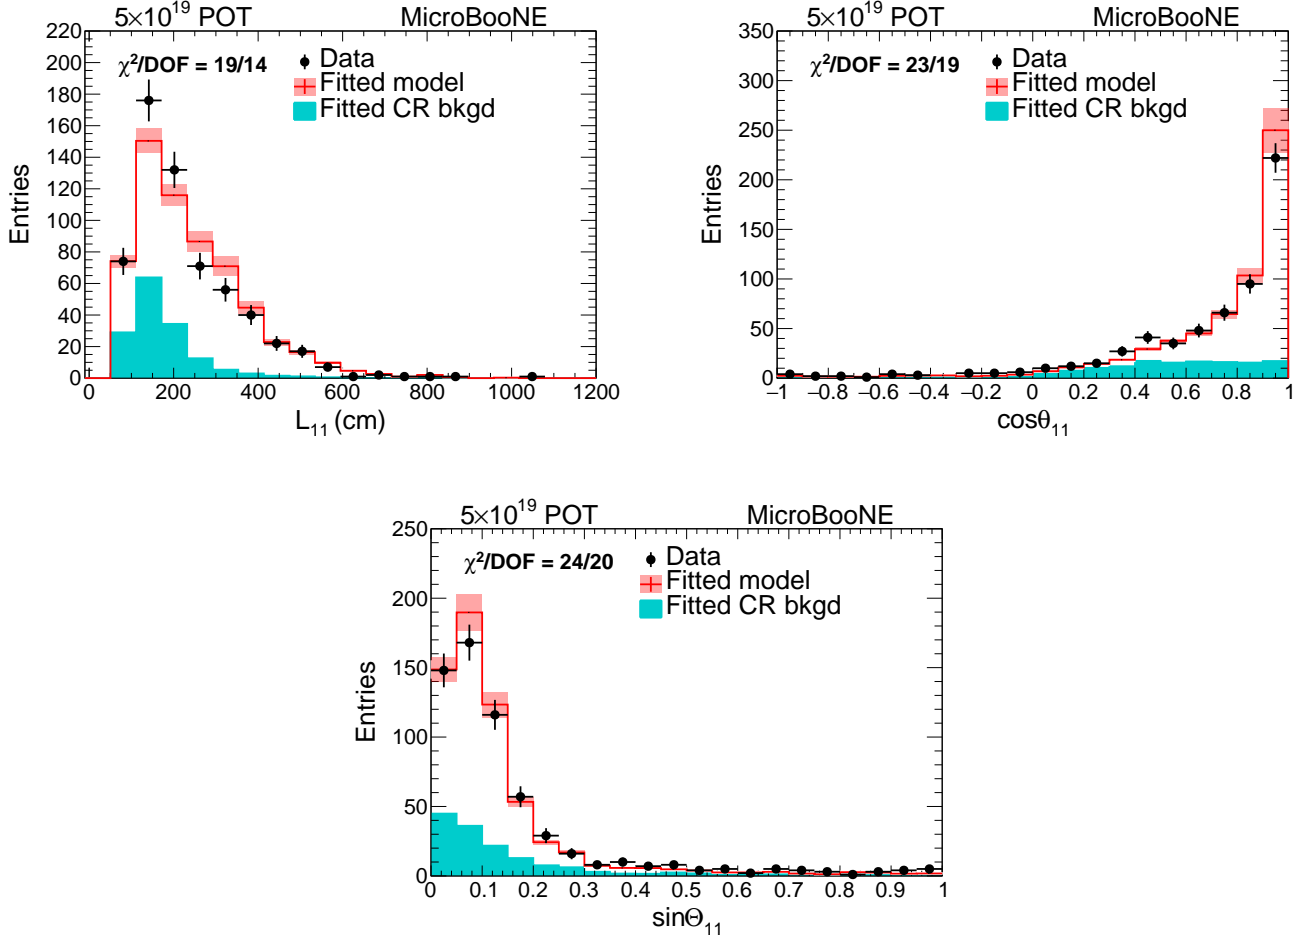 5×10¹⁹ POT MicroBooNE
χ²/DOF = 19/14
Data
Fitted model
Fitted CR bkgd
Entries
220
200
180
160
140
120
100
80
60
40
20
0
0 200 400 600 800 1000 1200
L₁₁ (cm)
5×10¹⁹ POT MicroBooNE
χ²/DOF = 23/19
Data
Fitted model
Fitted CR bkgd
Entries
350
300
250
200
150
100
50
0
−1 −0.8 −0.6 −0.4 −0.2 0 0.2 0.4 0.6 0.8 1
cosθ₁₁
5×10¹⁹ POT MicroBooNE
χ²/DOF = 24/20
Data
Fitted model
Fitted CR bkgd
Entries
250
200
150
100
50
0
0 0.1 0.2 0.3 0.4 0.5 0.6 0.7 0.8 0.9 1
sinΘ₁₁